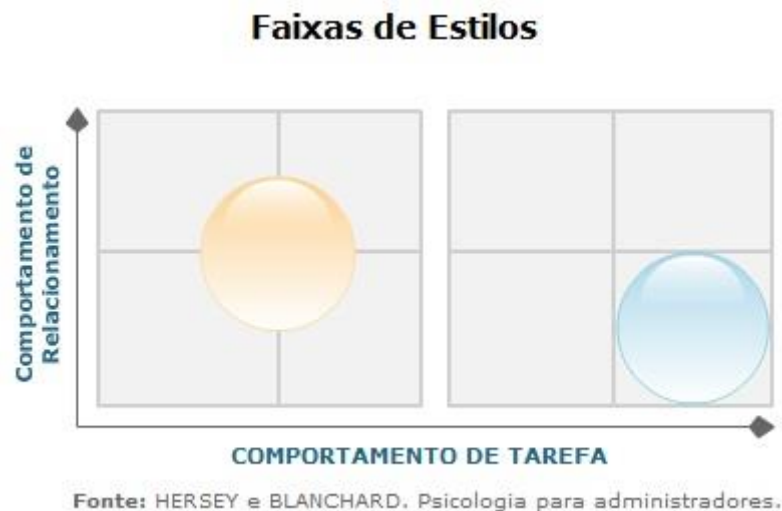 Faixas de Estilos
Comportamento de
Relacionamento
COMPORTAMENTO DE TAREFA
Fonte: HERSEY e BLANCHARD. Psicologia para administradores.